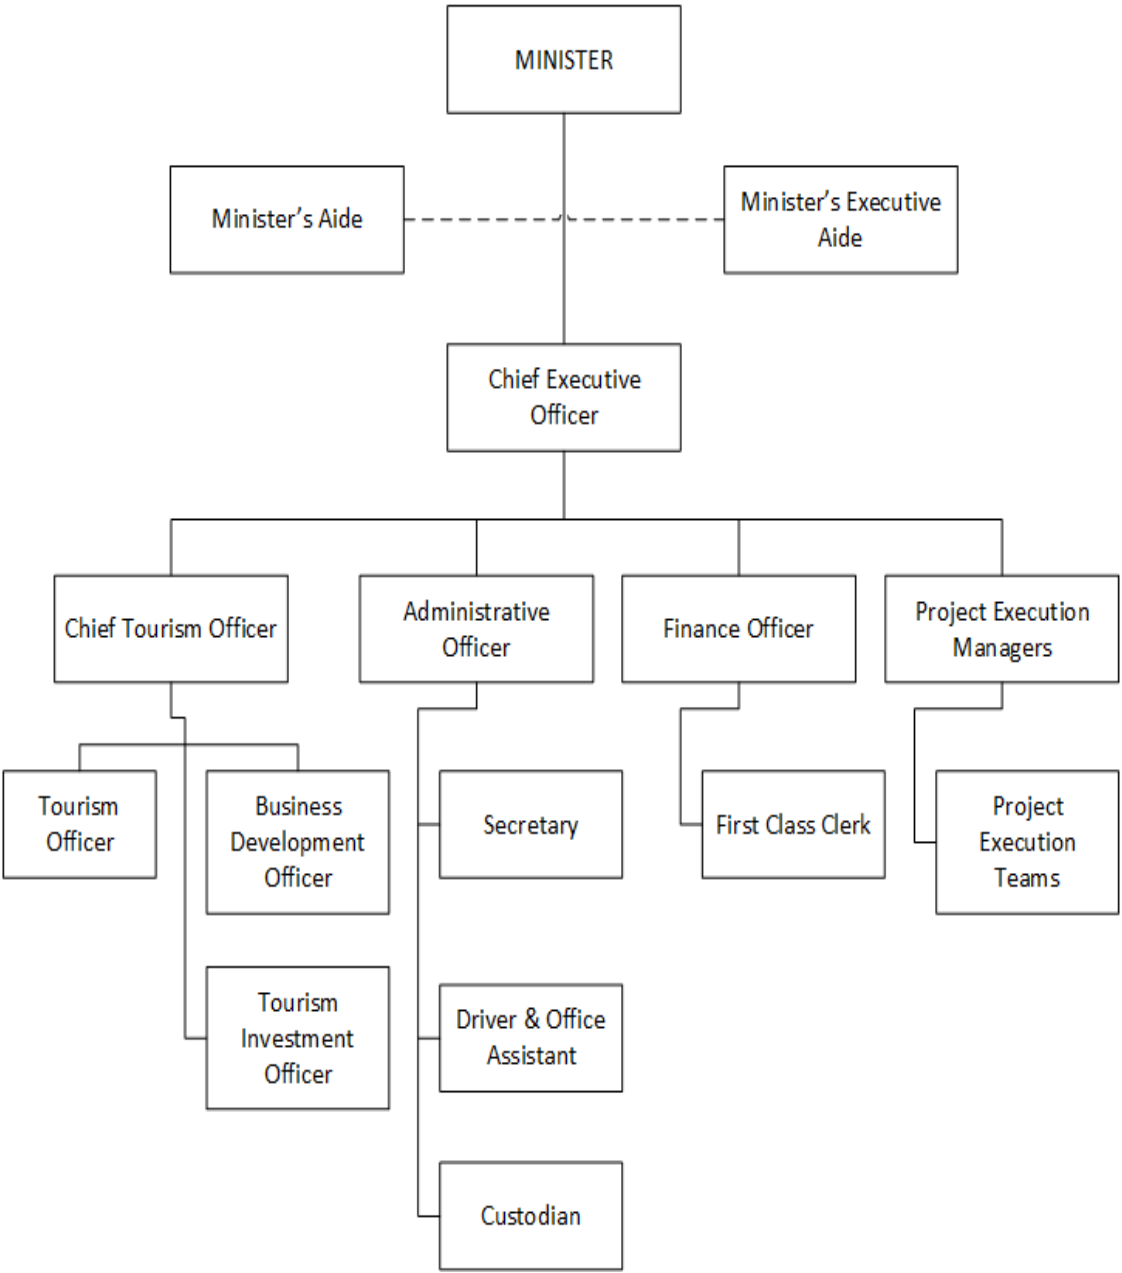 MINISTER
Minister’s Aide
Minister’s Executive
Aide
Chief Executive
Officer
Chief Tourism Officer
Administrative
Officer
Finance Officer
Project Execution
Managers
Tourism
Officer
Business
Development
Officer
Secretary
First Class Clerk
Project
Execution
Teams
Tourism
Investment
Officer
Driver & Office
Assistant
Custodian